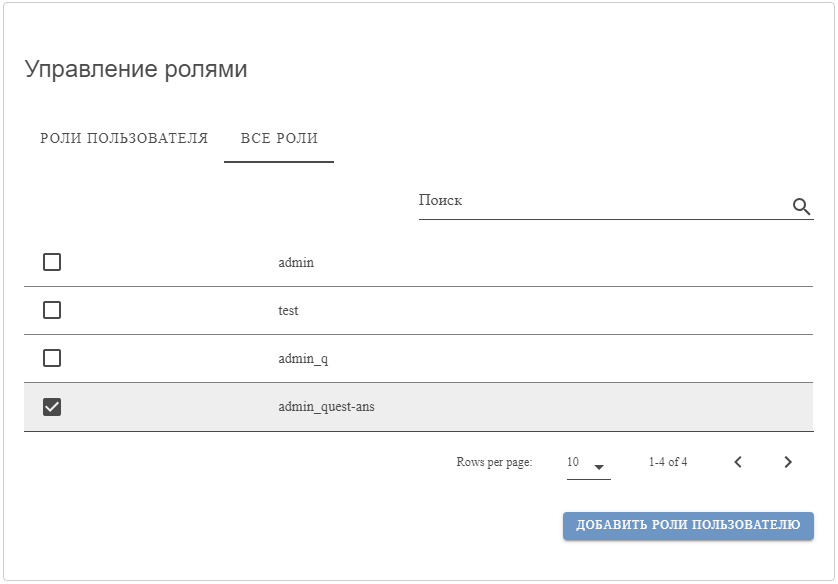 Управление ролями
РОЛИ ПОЛЬЗОВАТЕЛЯ ВСЕ РОЛИ
Поиск
admin
test
admin_q
admin_quest-ans
Rows per page: 10 1-4 of 4
ДОБАВИТЬ РОЛИ ПОЛЬЗОВАТЕЛЮ